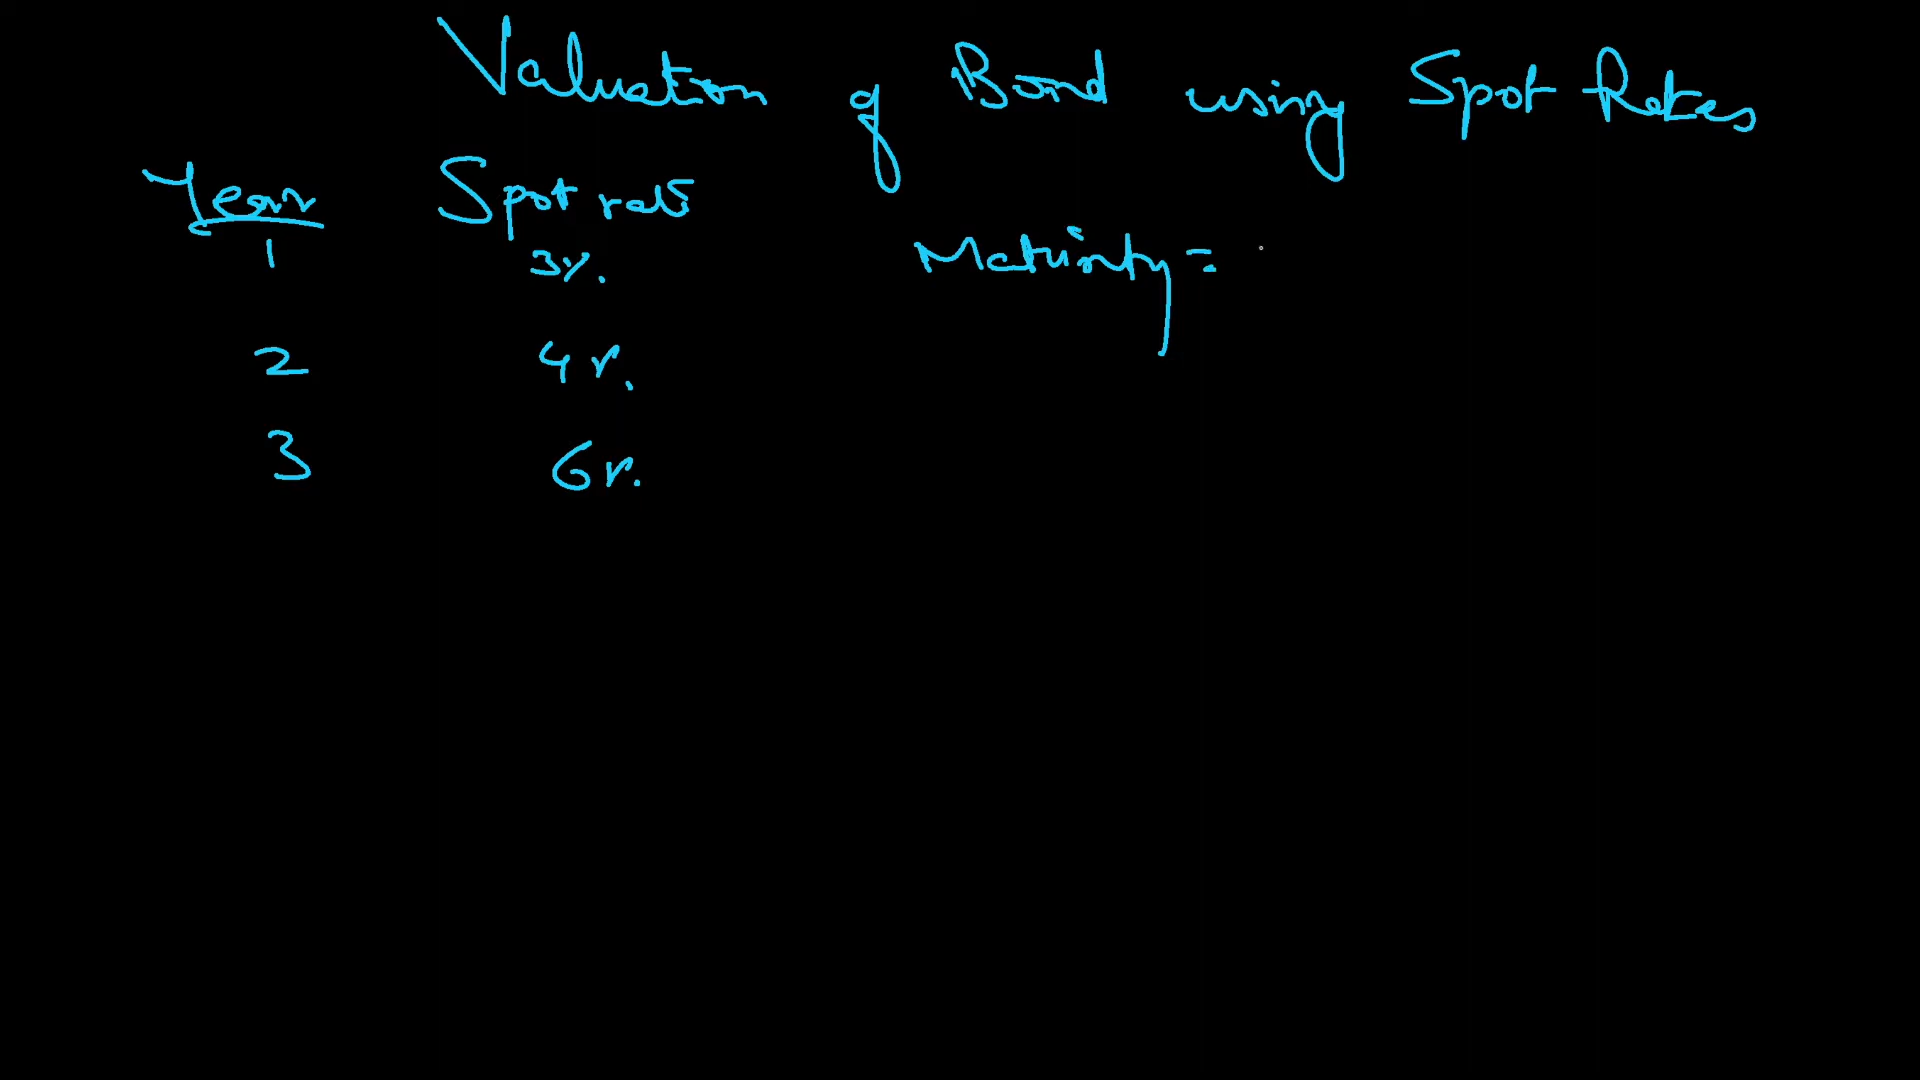 Valuation of Bond using Spot Rates
Year Spot rate
1 3%. Maturity =
2 4%.
3 6%.